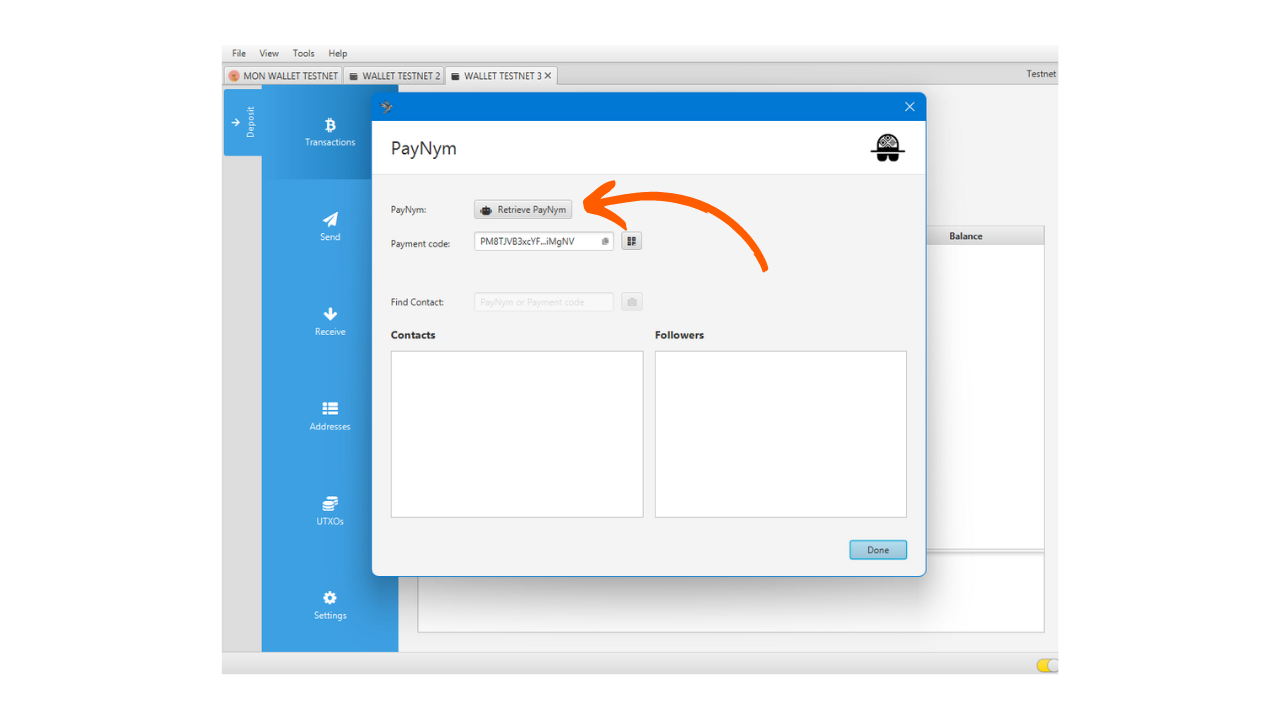 File View Tools Help
MON WALLET TESTNET WALLET TESTNET 2 WALLET TESTNET 3 Testnet
Deposit
Transactions
Send
Receive
Addresses
UTXOs
Settings
PayNym
PayNym: Retrieve PayNym
Payment code: PM8TJVB3xcYF...iMgNV
Find Contact: PayNym or Payment code
Contacts Followers
Done
Balance